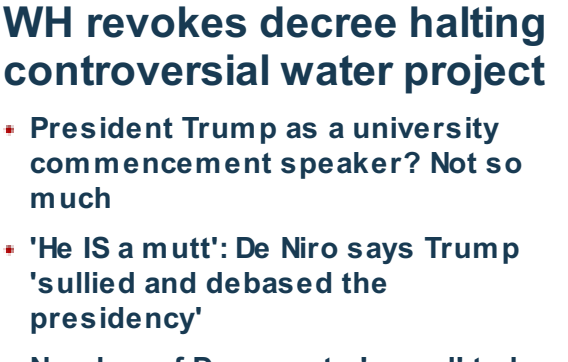 WH revokes decree halting
controversial water project
President Trump as a university
commencement speaker? Not so
much
'He IS a mutt': De Niro says Trump
'sullied and debased the
presidency'